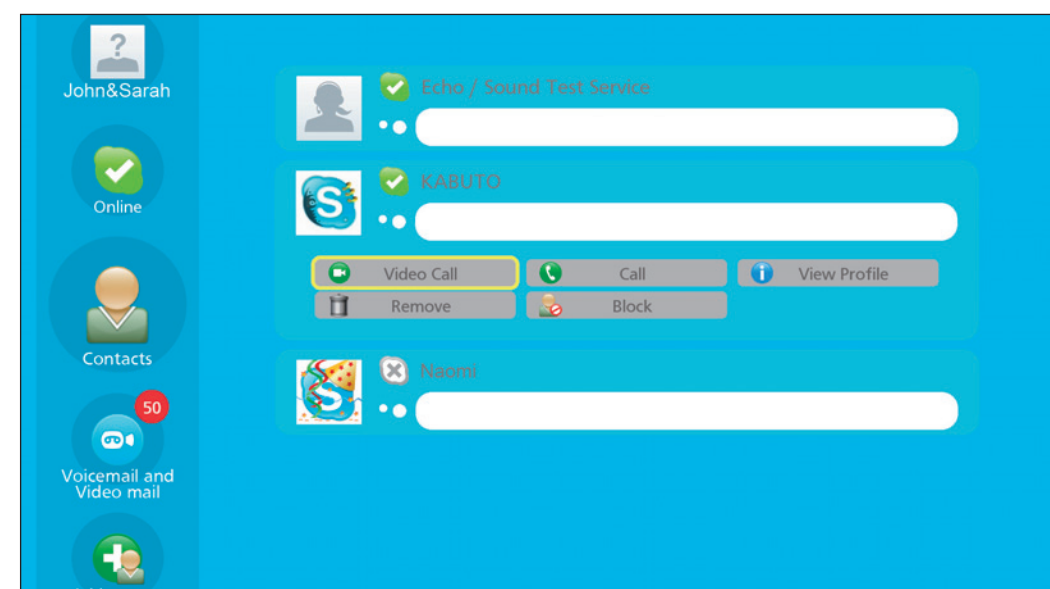 John&Sarah
Online
Contacts
50
Voicemail and
Video mail
Echo / Sound Test Service
KABUTO
Video Call
Call
View Profile
Remove
Block
Naomi